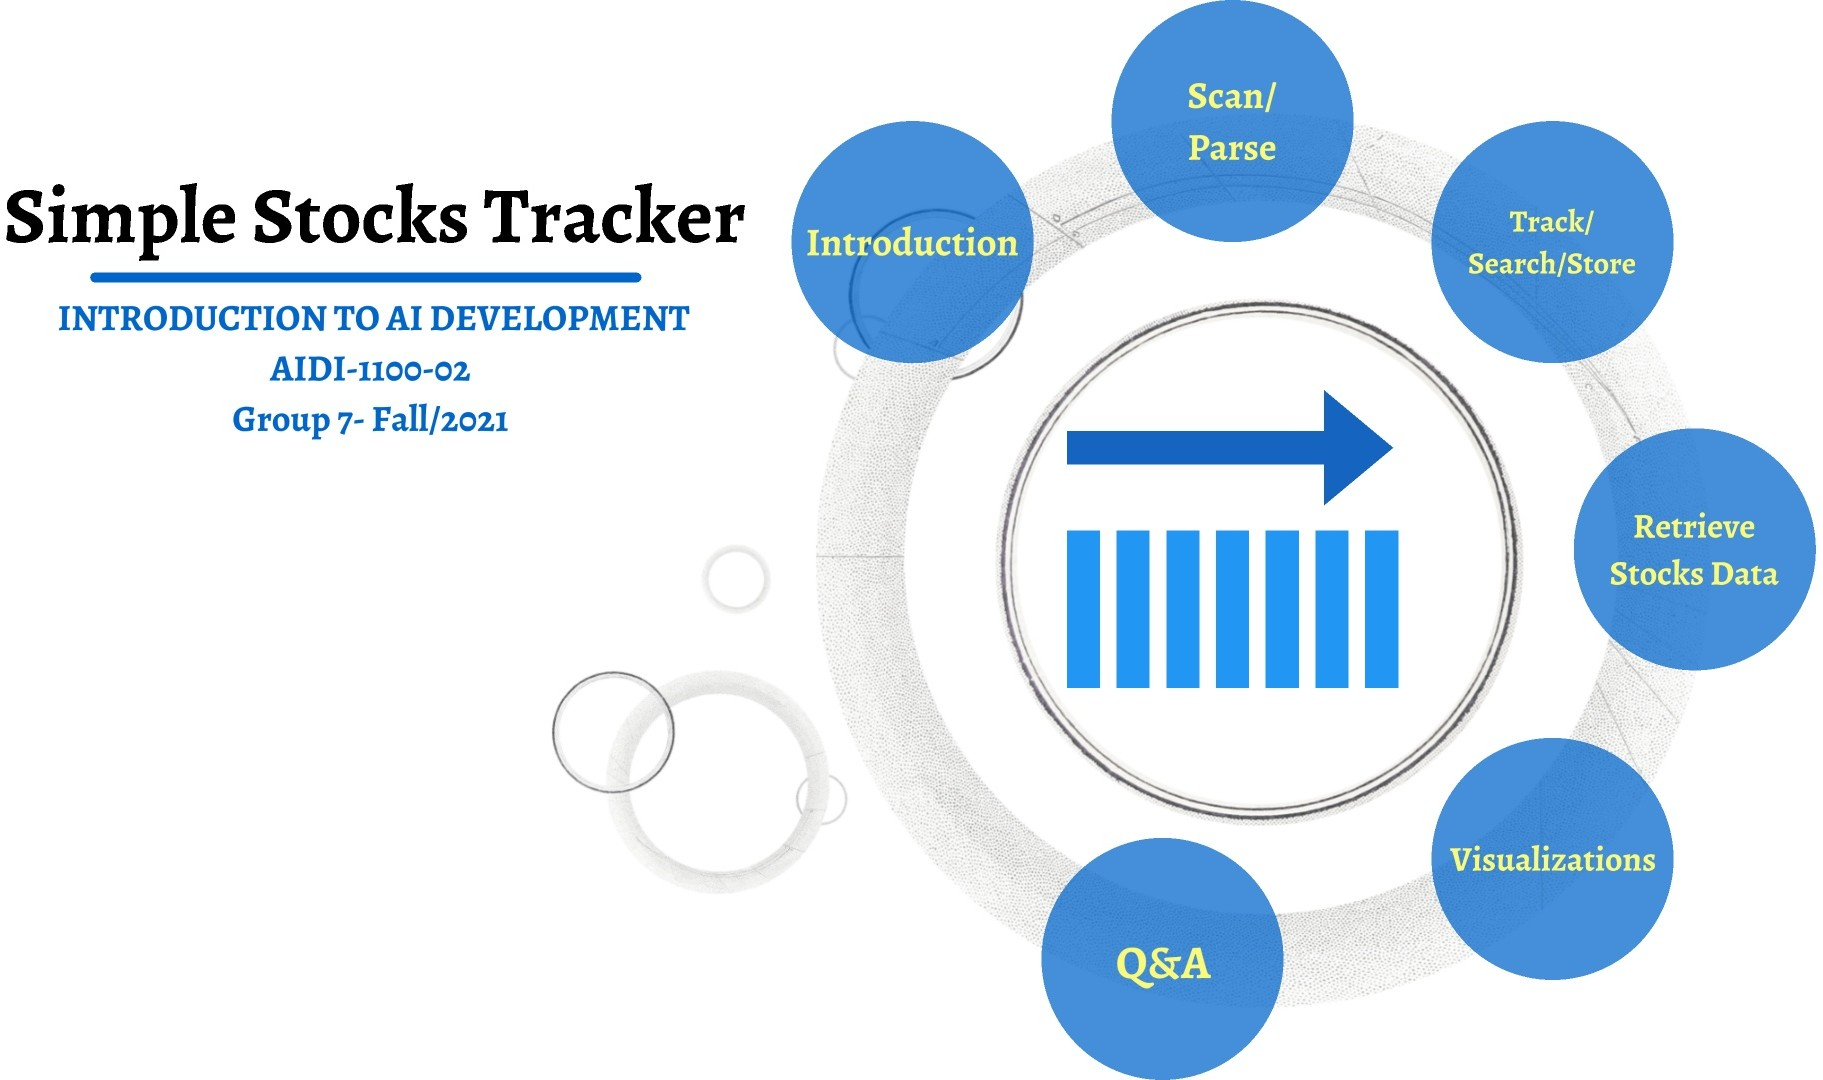 Simple Stocks Tracker
INTRODUCTION TO AI DEVELOPMENT
AIDI-1100-02
Group 7- Fall/2021
Introduction
Scan/
Parse
Track/
Search/Store
Retrieve
Stocks Data
Visualizations
Q&A